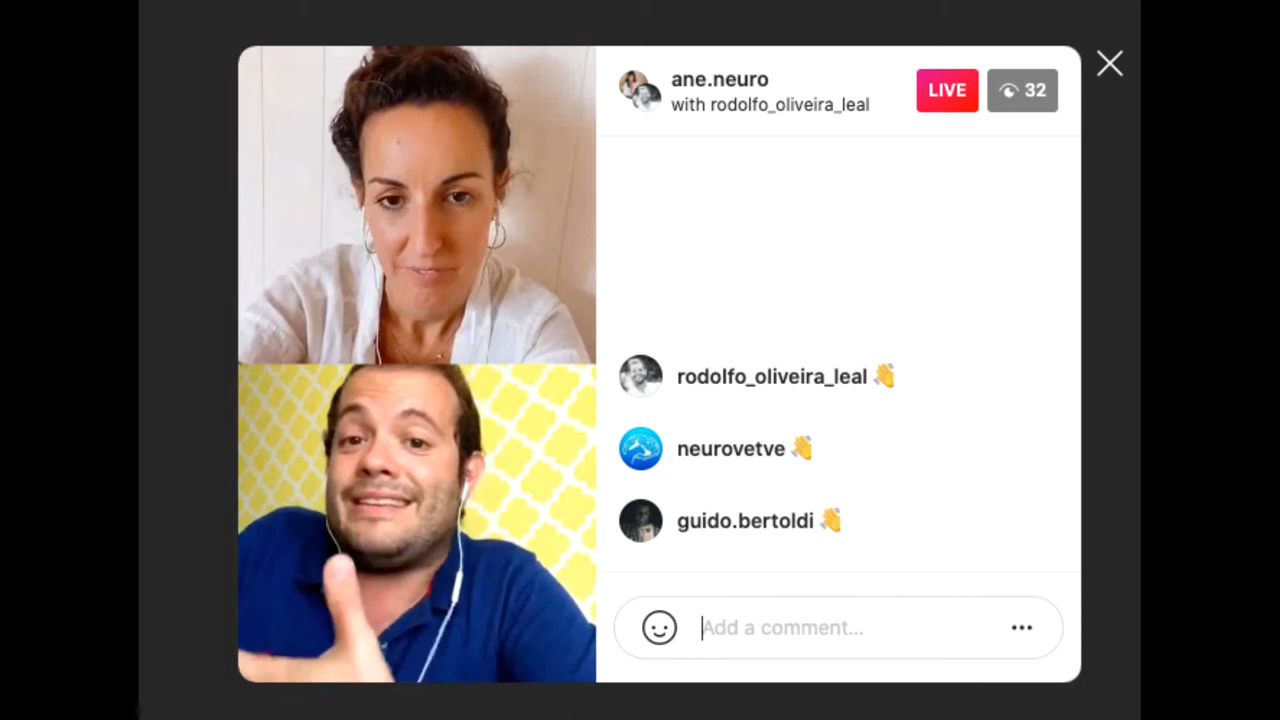 ane.neuro
with rodolfo_oliveira_leal
LIVE
32
rodolfo_oliveira_leal 👋
neurovetve 👋
guido.bertoldi 👋
Add a comment...